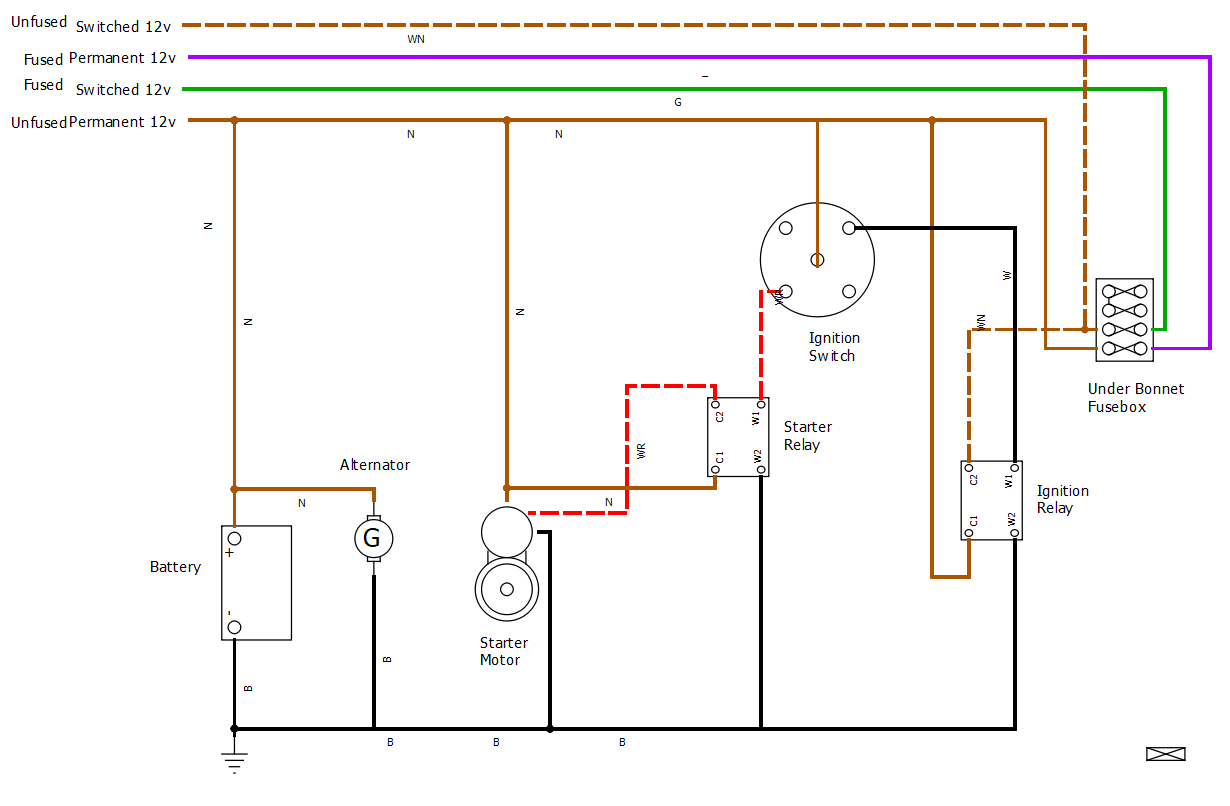 Unfused Switched 12v
WN
Fused Permanent 12v
Fused Switched 12v
–
G
Unfused Permanent 12v
N
N
N
N
N
W
WN
WR
Ignition
Switch
Under Bonnet
Fusebox
C2
W1
C1
W2
Starter
Relay
WR
Alternator
N
N
C2
W1
C1
W2
Ignition
Relay
G
Battery
+
-
Starter
Motor
B
B
B
B
B